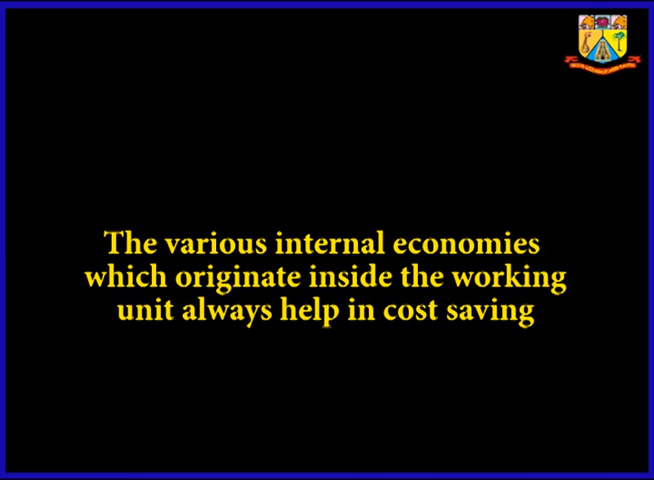 The various internal economies
which originate inside the working
unit always help in cost saving